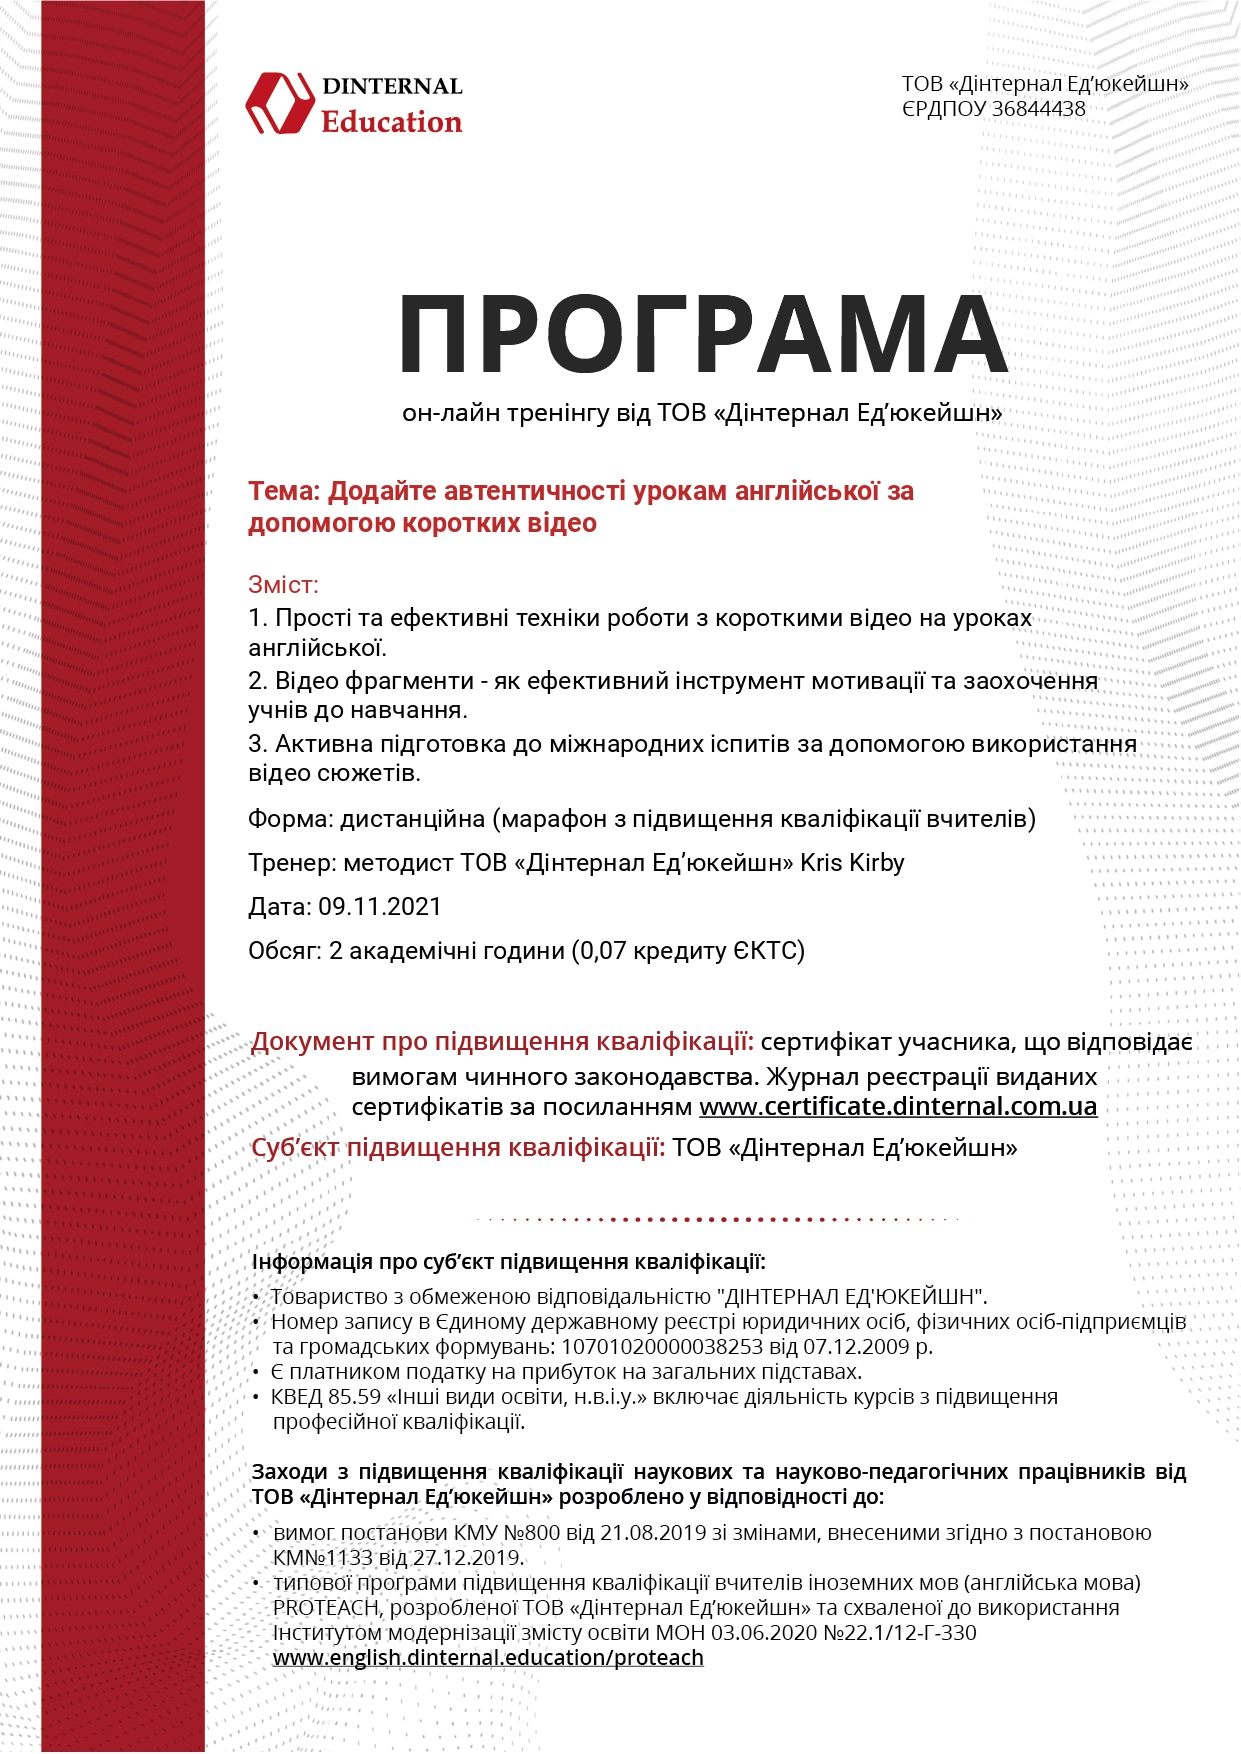 DINTERNAL
Education
ТОВ «Дінтернал Ед’юкейшн»
ЄРДПОУ 36844438
ПРОГРАМА
он-лайн тренінгу від ТОВ «Дінтернал Ед’юкейшн»
Тема: Додайте автентичності урокам англійської за
допомогою коротких відео
Зміст:
1. Прості та ефективні техніки роботи з короткими відео на уроках
англійської.
2. Відео фрагменти - як ефективний інструмент мотивації та заохочення
учнів до навчання.
3. Активна підготовка до міжнародних іспитів за допомогою використання
відео сюжетів.
Форма: дистанційна (марафон з підвищення кваліфікації вчителів)
Тренер: методист ТОВ «Дінтернал Ед’юкейшн» Kris Kirby
Дата: 09.11.2021
Обсяг: 2 академічні години (0,07 кредиту ЄКТС)
Документ про підвищення кваліфікації: сертифікат учасника, що відповідає
вимогам чинного законодавства. Журнал реєстрації виданих
сертифікатів за посиланням www.certificate.dinternal.com.ua
Суб’єкт підвищення кваліфікації: ТОВ «Дінтернал Ед’юкейшн»
Інформація про суб’єкт підвищення кваліфікації:
• Товариство з обмеженою відповідальністю "ДІНТЕРНАЛ ЕД'ЮКЕЙШН".
• Номер запису в Єдиному державному реєстрі юридичних осіб, фізичних осіб-підприємців
та громадських формувань: 10701020000038253 від 07.12.2009 р.
• Є платником податку на прибуток на загальних підставах.
• КВЕД 85.59 «Інші види освіти, н.в.і.у.» включає діяльність курсів з підвищення
професійної кваліфікації.
Заходи з підвищення кваліфікації наукових та науково-педагогічних працівників від
ТОВ «Дінтернал Ед’юкейшн» розроблено у відповідності до:
• вимог постанови КМУ №800 від 21.08.2019 зі змінами, внесеними згідно з постановою
КМ№1133 від 27.12.2019.
• типової програми підвищення кваліфікації вчителів іноземних мов (англійська мова)
PROTEACH, розробленої ТОВ «Дінтернал Ед’юкейшн» та схваленої до використання
Інститутом модернізації змісту освіти МОН 03.06.2020 №22.1/12-Г-330
www.english.dinternal.education/proteach